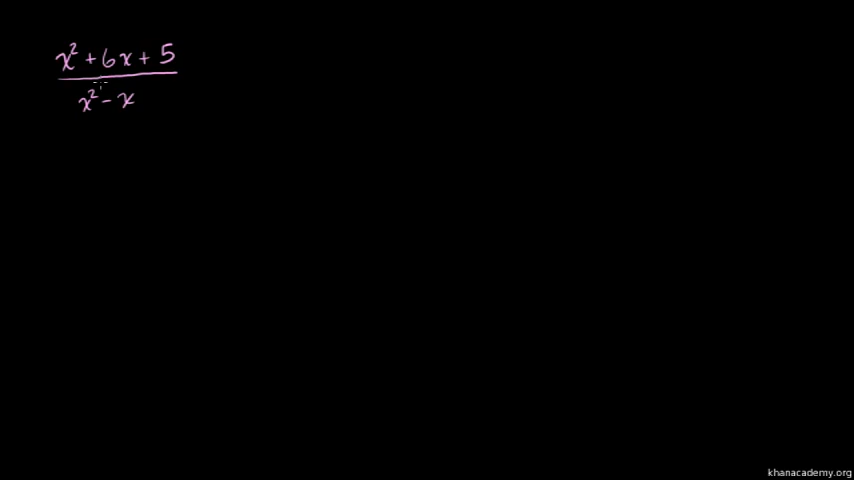 x² + 6x + 5
x² - x
khanacademy.org